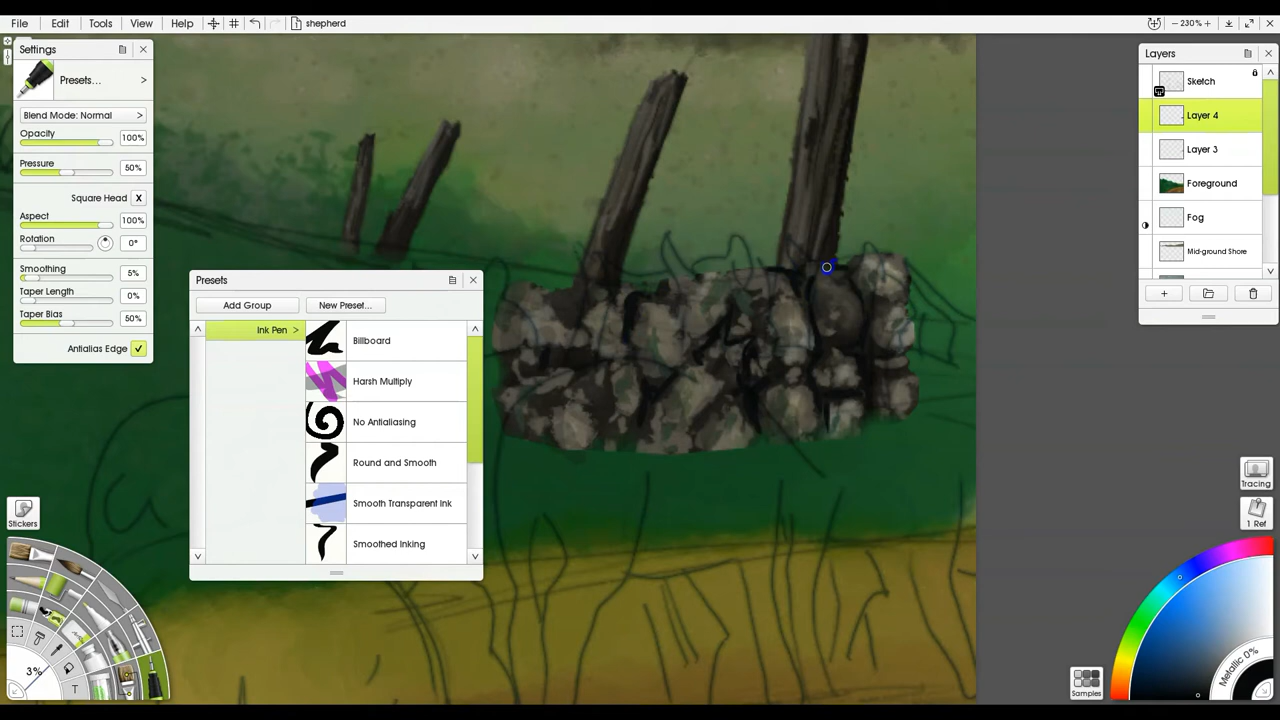 File Edit Tools View Help shepherd 230%
Settings
Presets...
Blend Mode: Normal
Opacity 100%
Pressure 50%
Square Head X
Aspect 100%
Rotation 0°
Smoothing 5%
Taper Length 0%
Taper Bias 50%
Antialias Edge
Presets
Add Group New Preset...
Ink Pen >
Billboard
Harsh Multiply
No Antialiasing
Round and Smooth
Smooth Transparent Ink
Smoothed Inking
Layers
Sketch
Layer 4
Layer 3
Foreground
Fog
Mid-ground Shore
Tracing
1 Ref
Stickers
3%
T
Metallic 0%
Samples